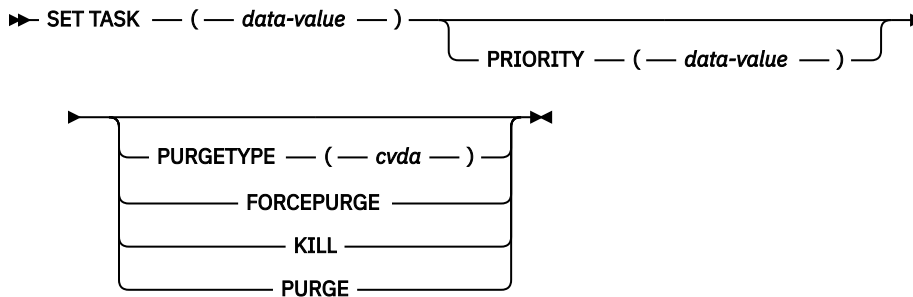 SET TASK ( data-value )
PRIORITY ( data-value )
PURGETYPE ( cvda )
FORCEPURGE
KILL
PURGE